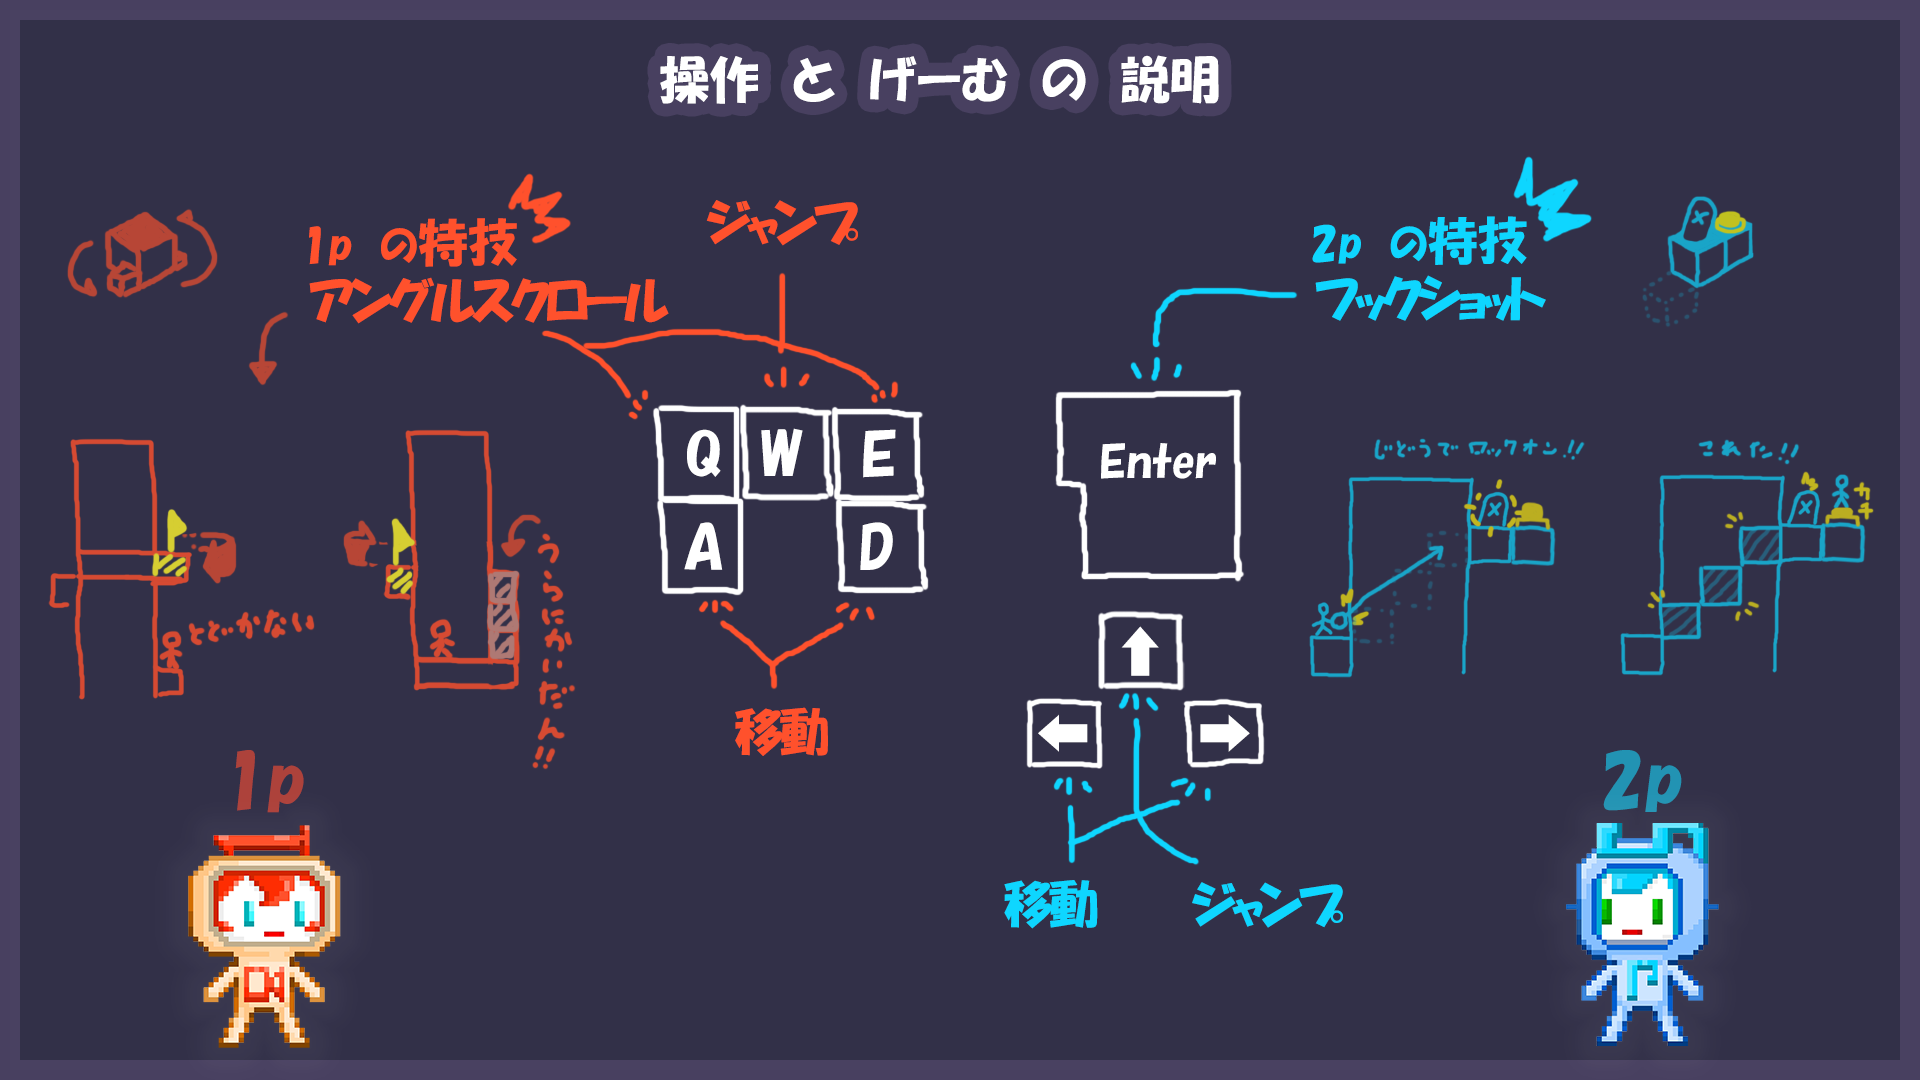 操作 と げーむ の 説明
1p の特技
アングルスクロール
ジャンプ
2p の特技
フックショット
Q W E
A D
Enter
じどうで ロックオン!!
これた!!
とどかない
うらにかいだん!!
移動
1p
2p
移動
ジャンプ